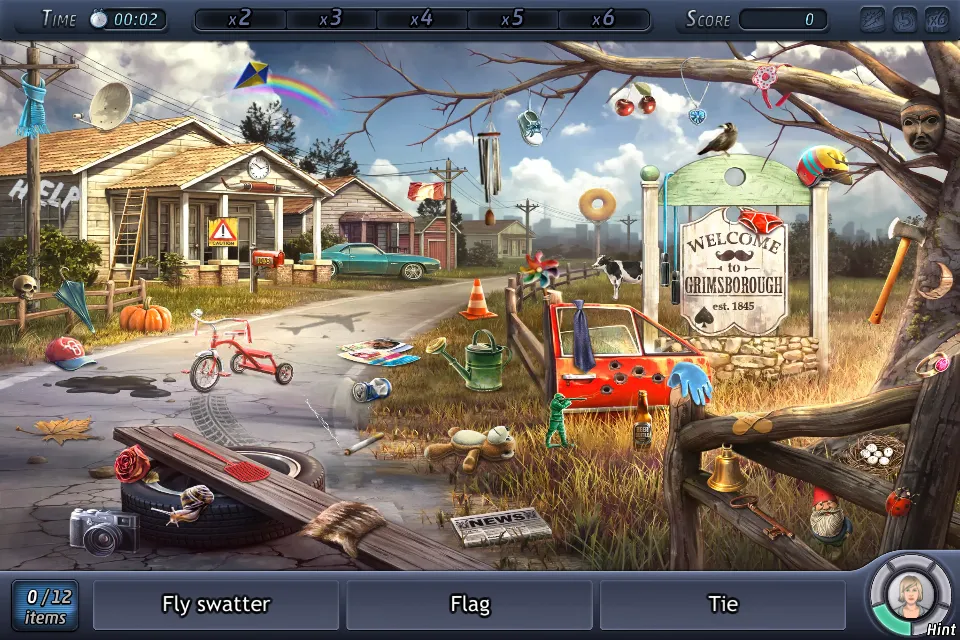 TIME 00:02 x2 x3 x4 x5 x6 SCORE 0
HELP
CAUTION
WELCOME
to
GRIMSBOROUGH
est. 1845
NEWS
0/12
items
Fly swatter
Flag
Tie
Hint